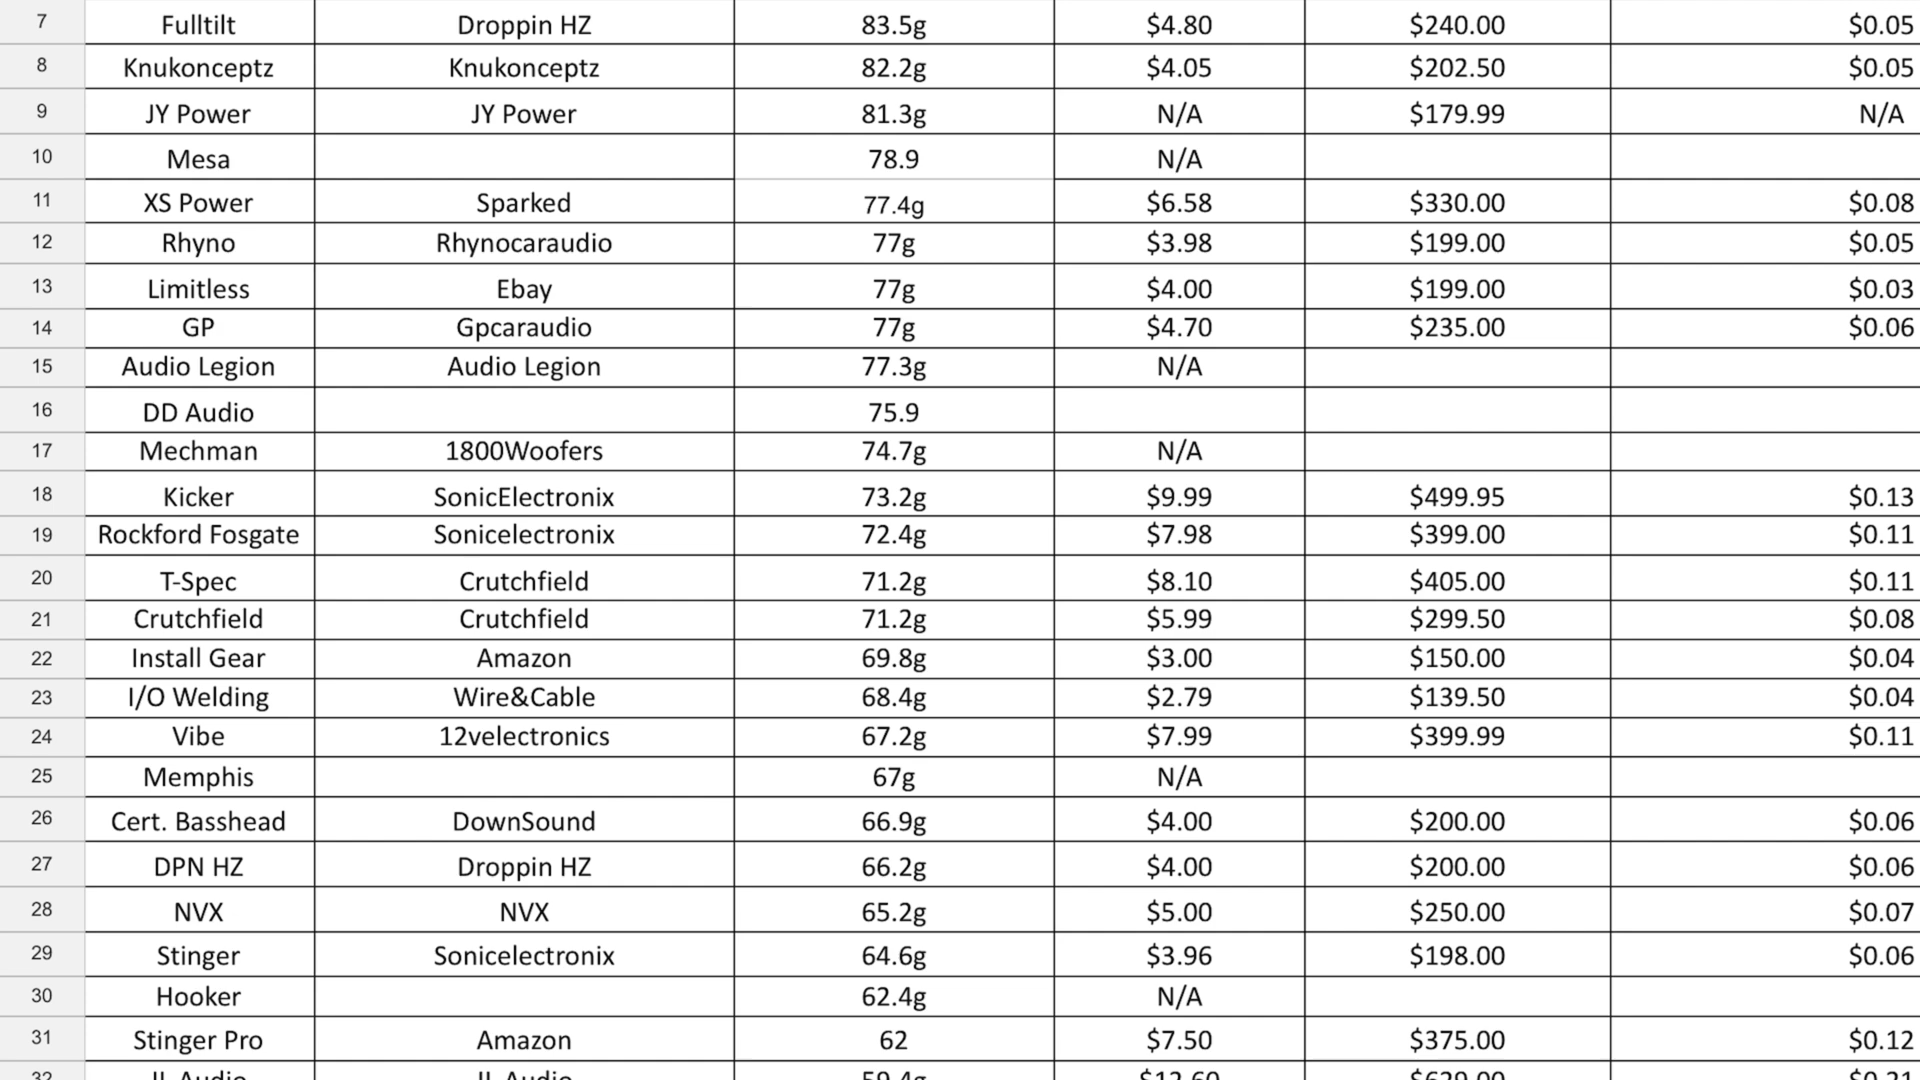 7 Fulltilt Droppin HZ 83.5g $4.80 $240.00 $0.05
8 Knukonceptz Knukonceptz 82.2g $4.05 $202.50 $0.05
9 JY Power JY Power 81.3g N/A $179.99 N/A
10 Mesa 78.9 N/A
11 XS Power Sparked 77.4g $6.58 $330.00 $0.08
12 Rhyno Rhynocaraudio 77g $3.98 $199.00 $0.05
13 Limitless Ebay 77g $4.00 $199.00 $0.03
14 GP Gpcaraudio 77g $4.70 $235.00 $0.06
15 Audio Legion Audio Legion 77.3g N/A
16 DD Audio 75.9
17 Mechman 1800Woofers 74.7g N/A
18 Kicker SonicElectronix 73.2g $9.99 $499.95 $0.13
19 Rockford Fosgate Sonicelectronix 72.4g $7.98 $399.00 $0.11
20 T-Spec Crutchfield 71.2g $8.10 $405.00 $0.11
21 Crutchfield Crutchfield 71.2g $5.99 $299.50 $0.08
22 Install Gear Amazon 69.8g $3.00 $150.00 $0.04
23 I/O Welding Wire&Cable 68.4g $2.79 $139.50 $0.04
24 Vibe 12velectronics 67.2g $7.99 $399.99 $0.11
25 Memphis 67g N/A
26 Cert. Basshead DownSound 66.9g $4.00 $200.00 $0.06
27 DPN HZ Droppin HZ 66.2g $4.00 $200.00 $0.06
28 NVX NVX 65.2g $5.00 $250.00 $0.07
29 Stinger Sonicelectronix 64.6g $3.96 $198.00 $0.06
30 Hooker 62.4g N/A
31 Stinger Pro Amazon 62 $7.50 $375.00 $0.12
32 JL Audio JL Audio 59.4g